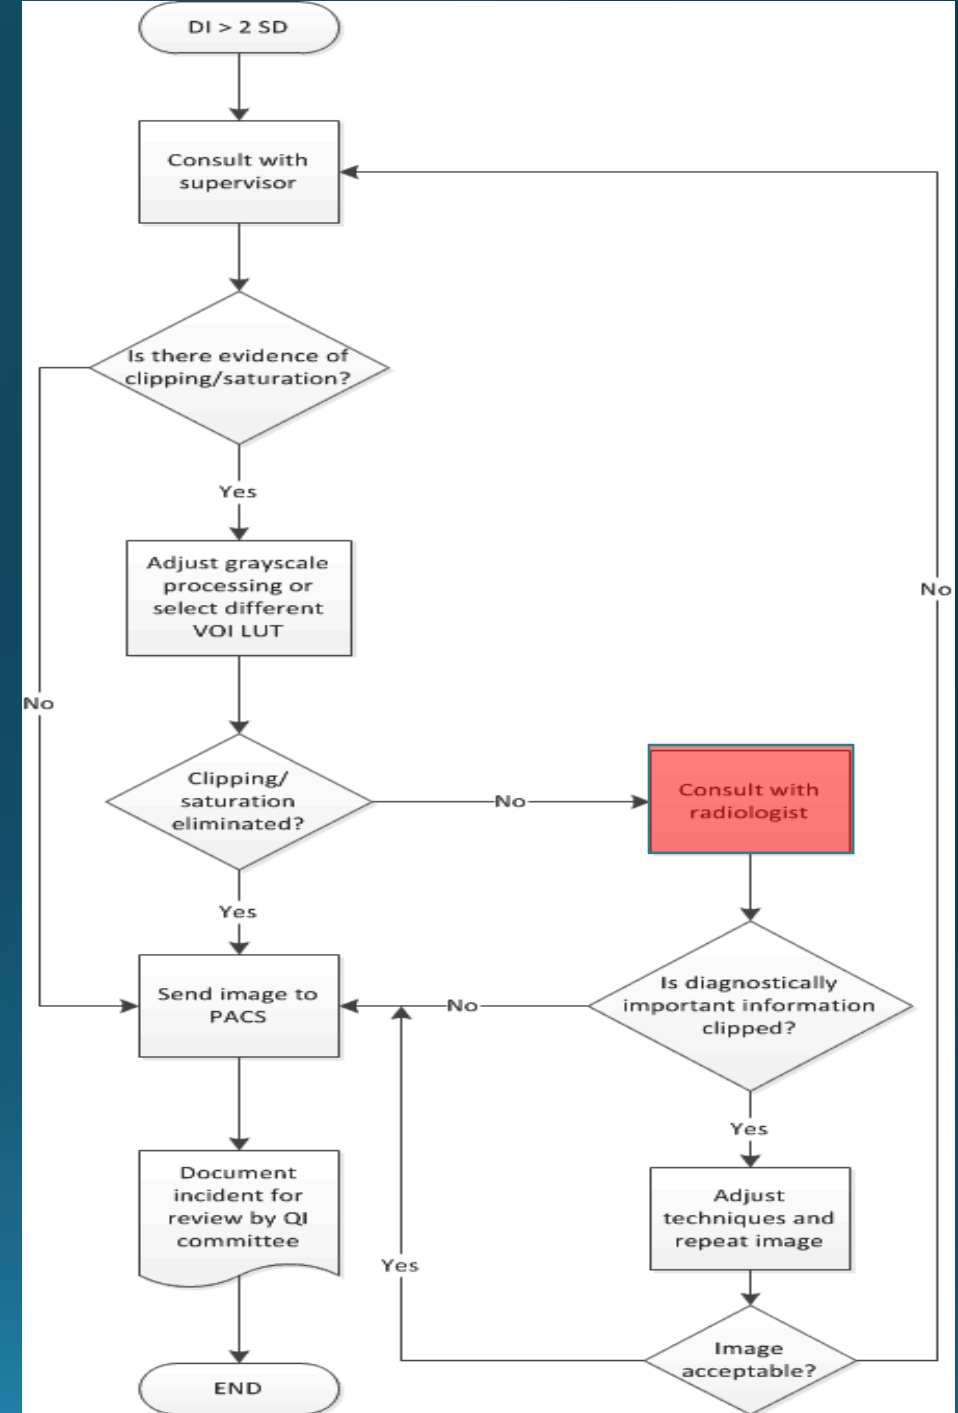 DI > 2 SD
Consult with
supervisor
Is there evidence of
clipping/saturation?
Yes
Adjust grayscale
processing or
select different
VOI LUT
No
No
Clipping/
saturation
eliminated?
No
Consult with
radiologist
Yes
Send image to
PACS
No
Is diagnostically
important information
clipped?
Yes
Document
incident for
review by QI
committee
Adjust
techniques and
repeat image
Yes
Image
acceptable?
END